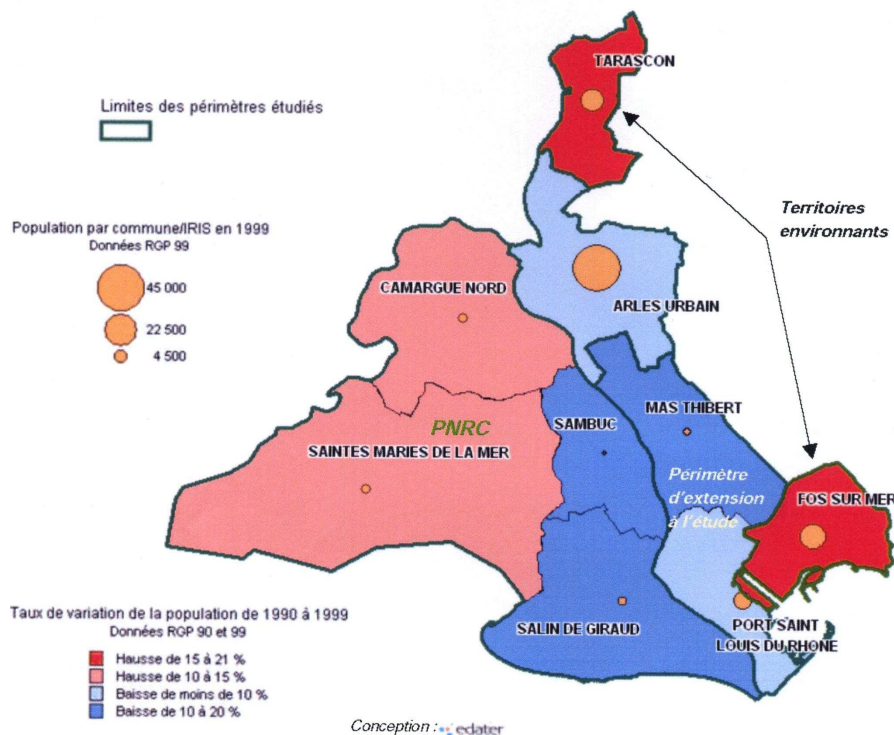 TARASCON
Limites des périmètres étudiés
Territoires
environnants
Population par commune/IRIS en 1999
Données RGP 99
45 000
22 500
4 500
CAMARGUE NORD
ARLES URBAIN
MAS THIBERT
SAMBUC
PNRC
SAINTES MARIES DE LA MER
Périmètre
d'extension
à l'étude
FOS SUR MER
Taux de variation de la population de 1990 à 1999
Données RGP 90 et 99
SALIN DE GIRAUD
PORT SAINT
LOUIS DU RHONE
Hausse de 15 à 21 %
Hausse de 10 à 15 %
Baisse de moins de 10 %
Baisse de 10 à 20 %
Conception : edater